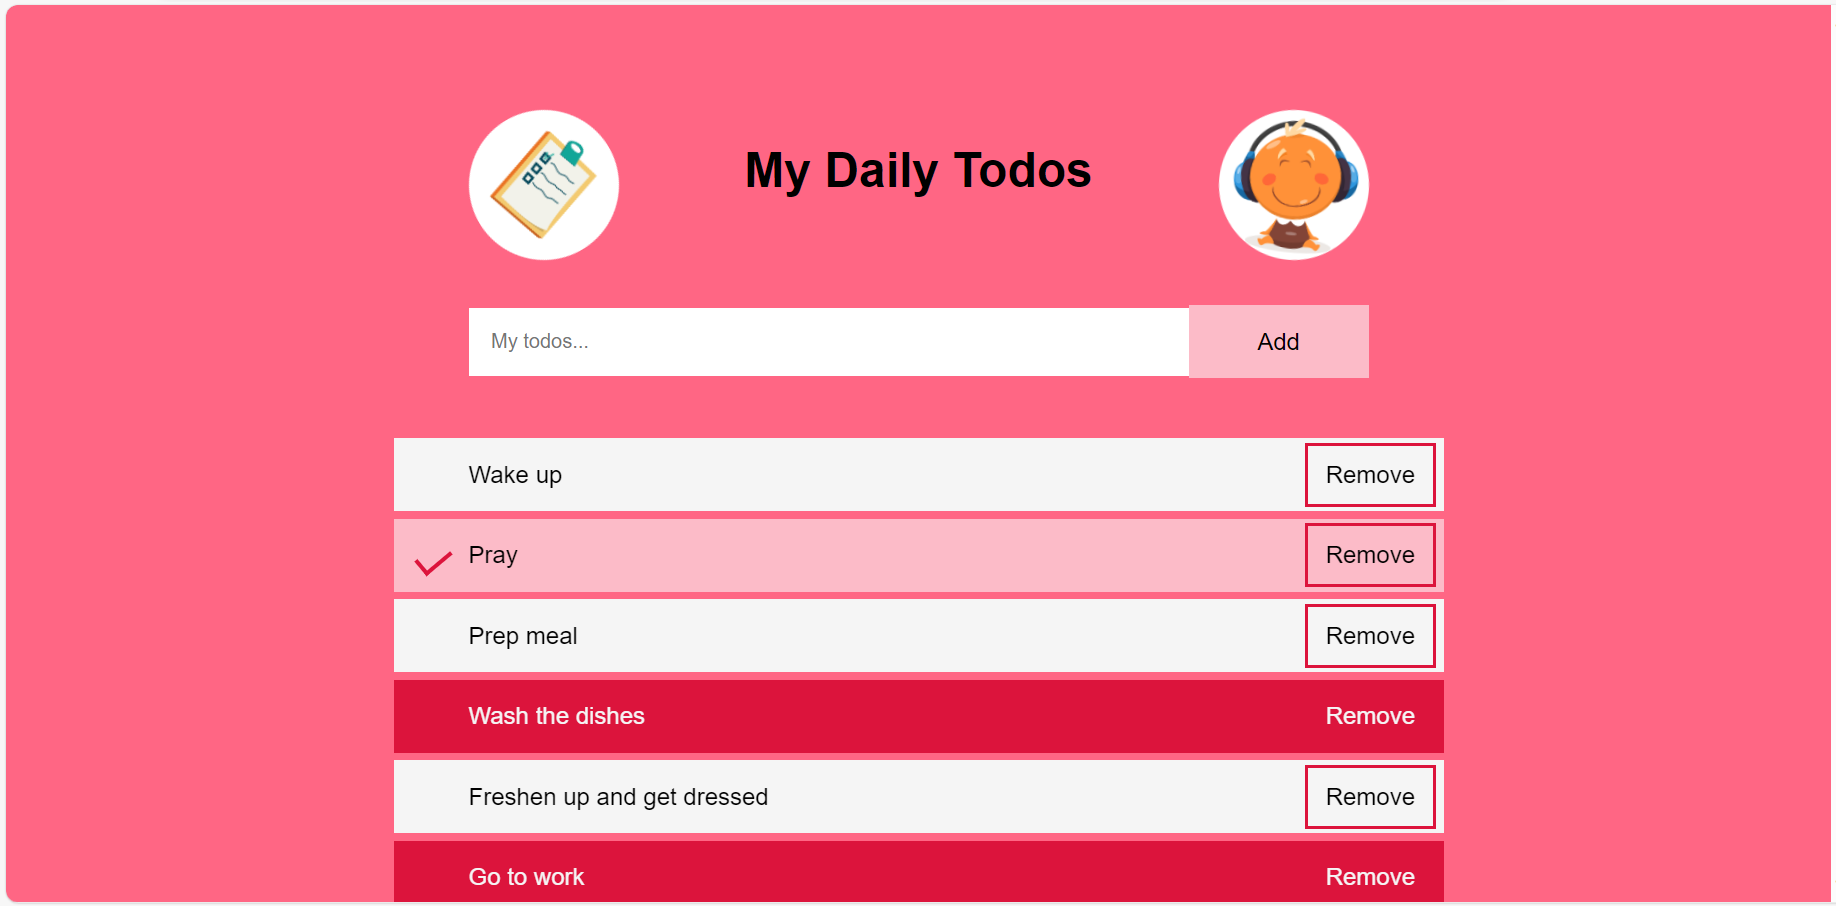 My Daily Todos
My todos...
Add
Wake up
Remove
Pray
Remove
Prep meal
Remove
Wash the dishes
Remove
Freshen up and get dressed
Remove
Go to work
Remove